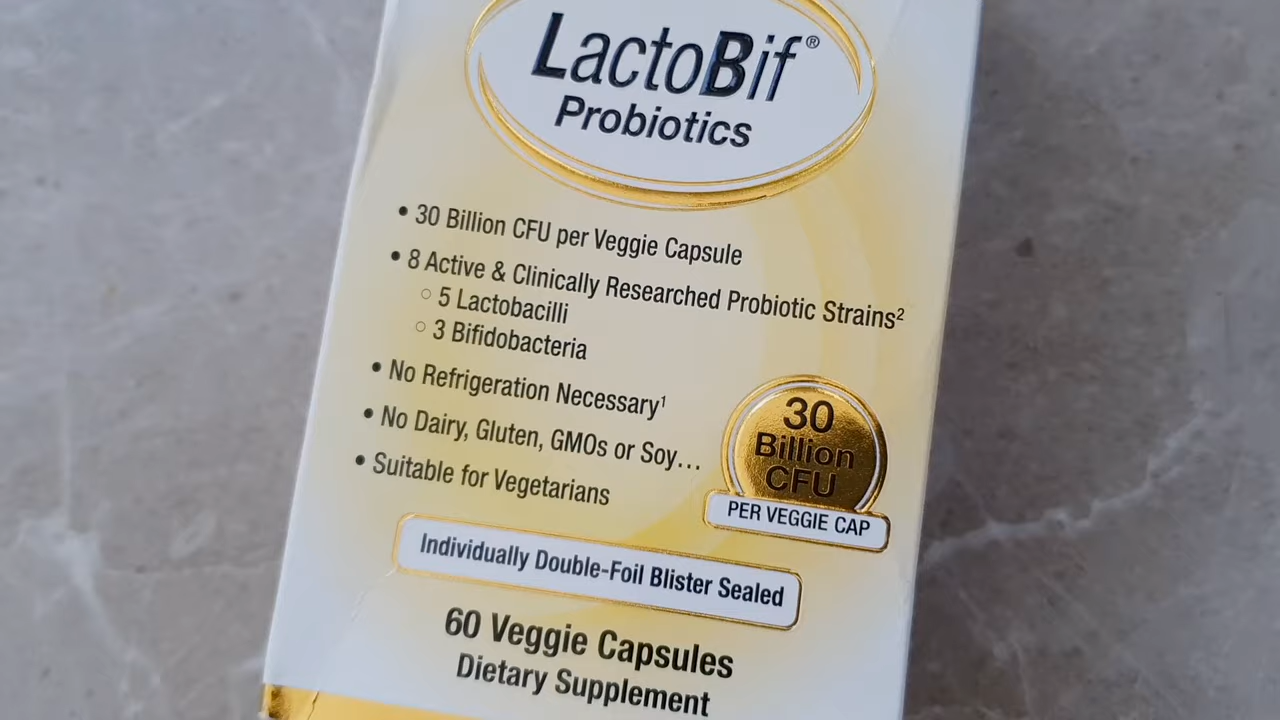 LactoBif®
Probiotics
• 30 Billion CFU per Veggie Capsule
• 8 Active & Clinically Researched Probiotic Strains²
○ 5 Lactobacilli
○ 3 Bifidobacteria
• No Refrigeration Necessary¹
• No Dairy, Gluten, GMOs or Soy...
• Suitable for Vegetarians
30
Billion
CFU
PER VEGGIE CAP
Individually Double-Foil Blister Sealed
60 Veggie Capsules
Dietary Supplement